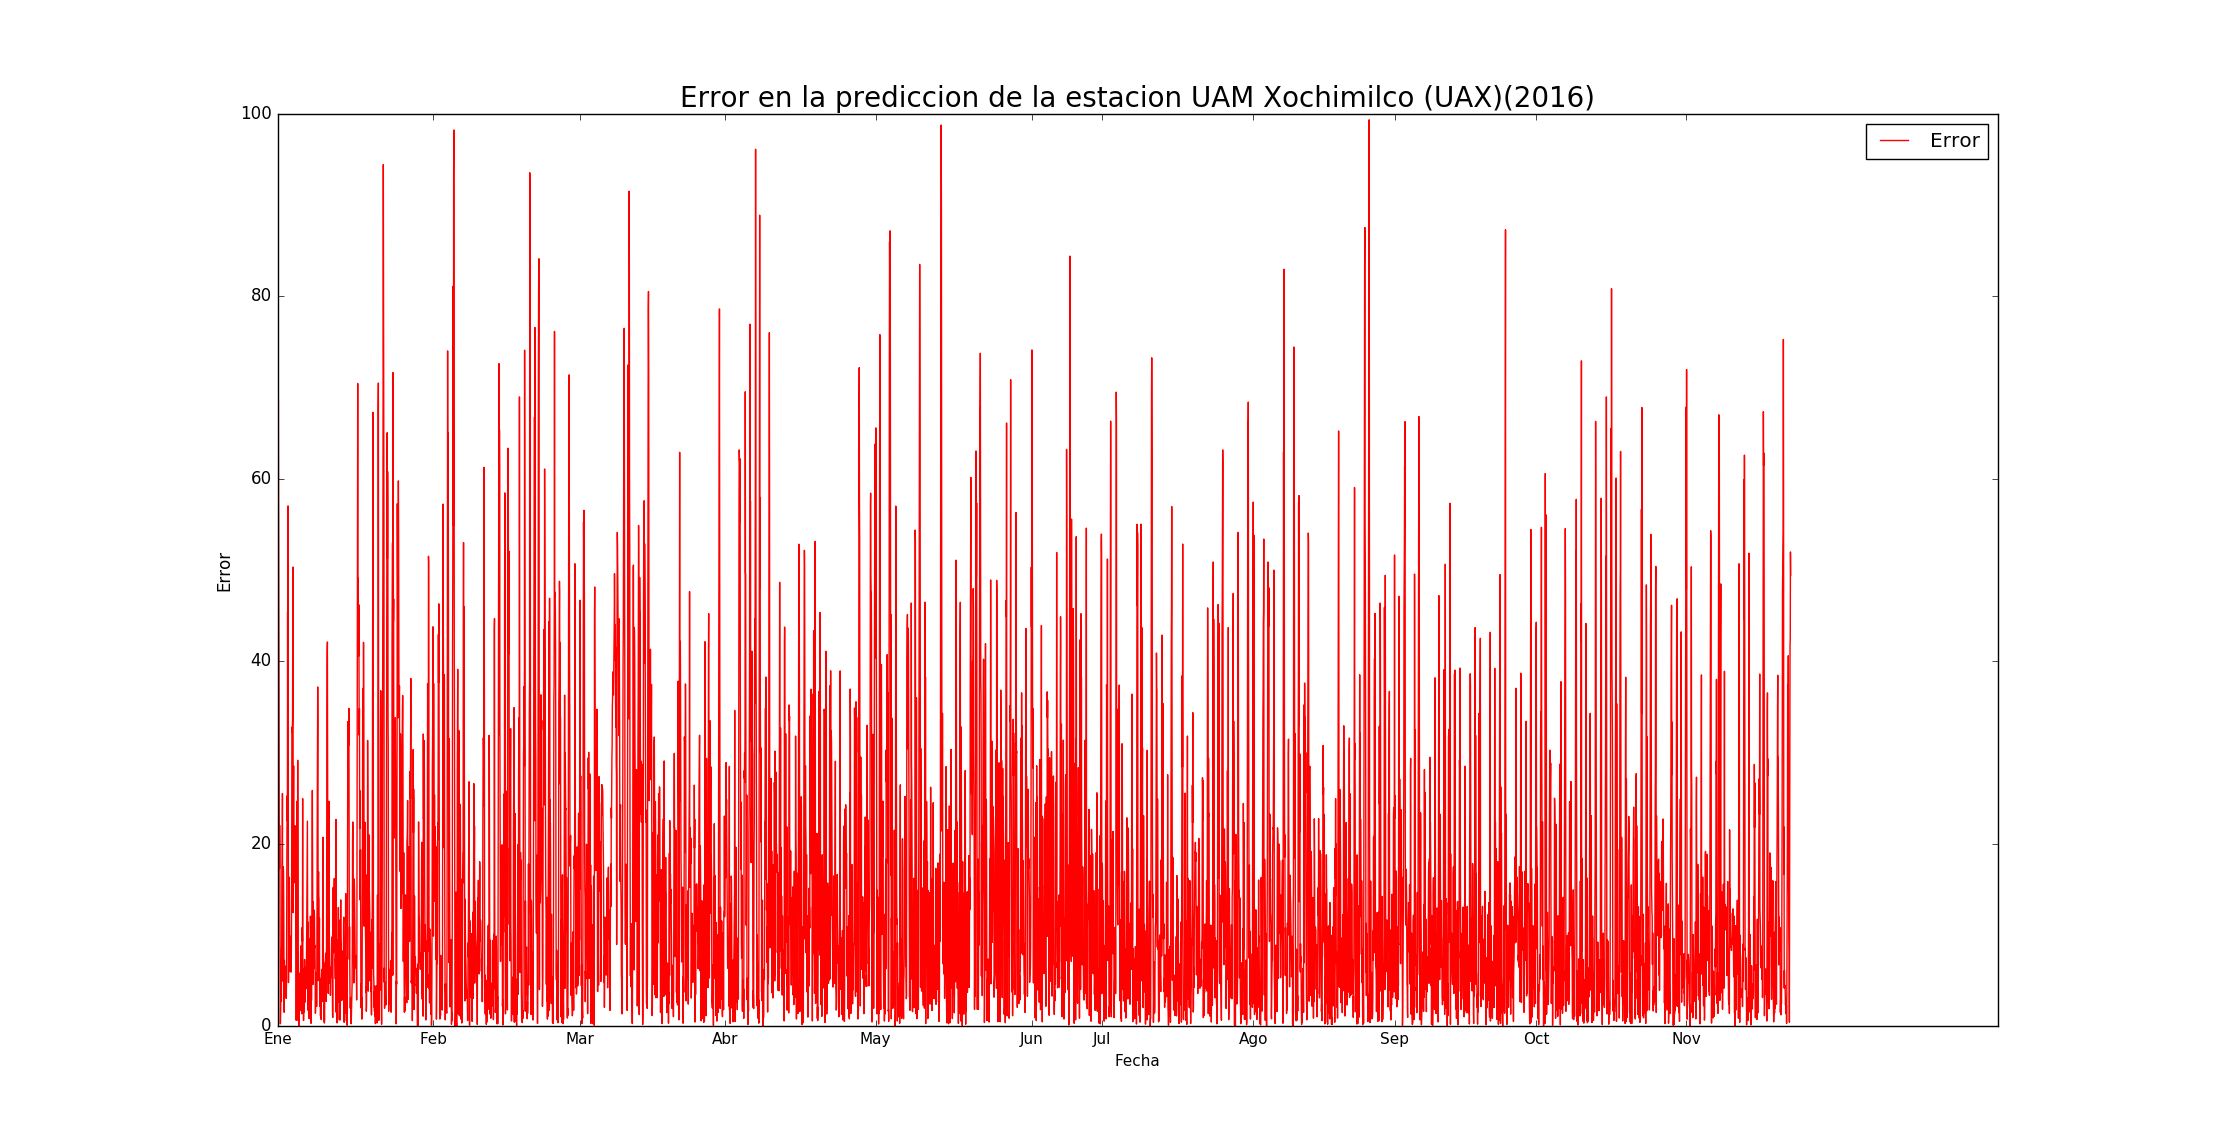 Error en la prediccion de la estacion UAM Xochimilco (UAX)(2016)
Error
100
80
60
40
20
0
Error
Ene Feb Mar Abr May Jun Jul Ago Sep Oct Nov
Fecha